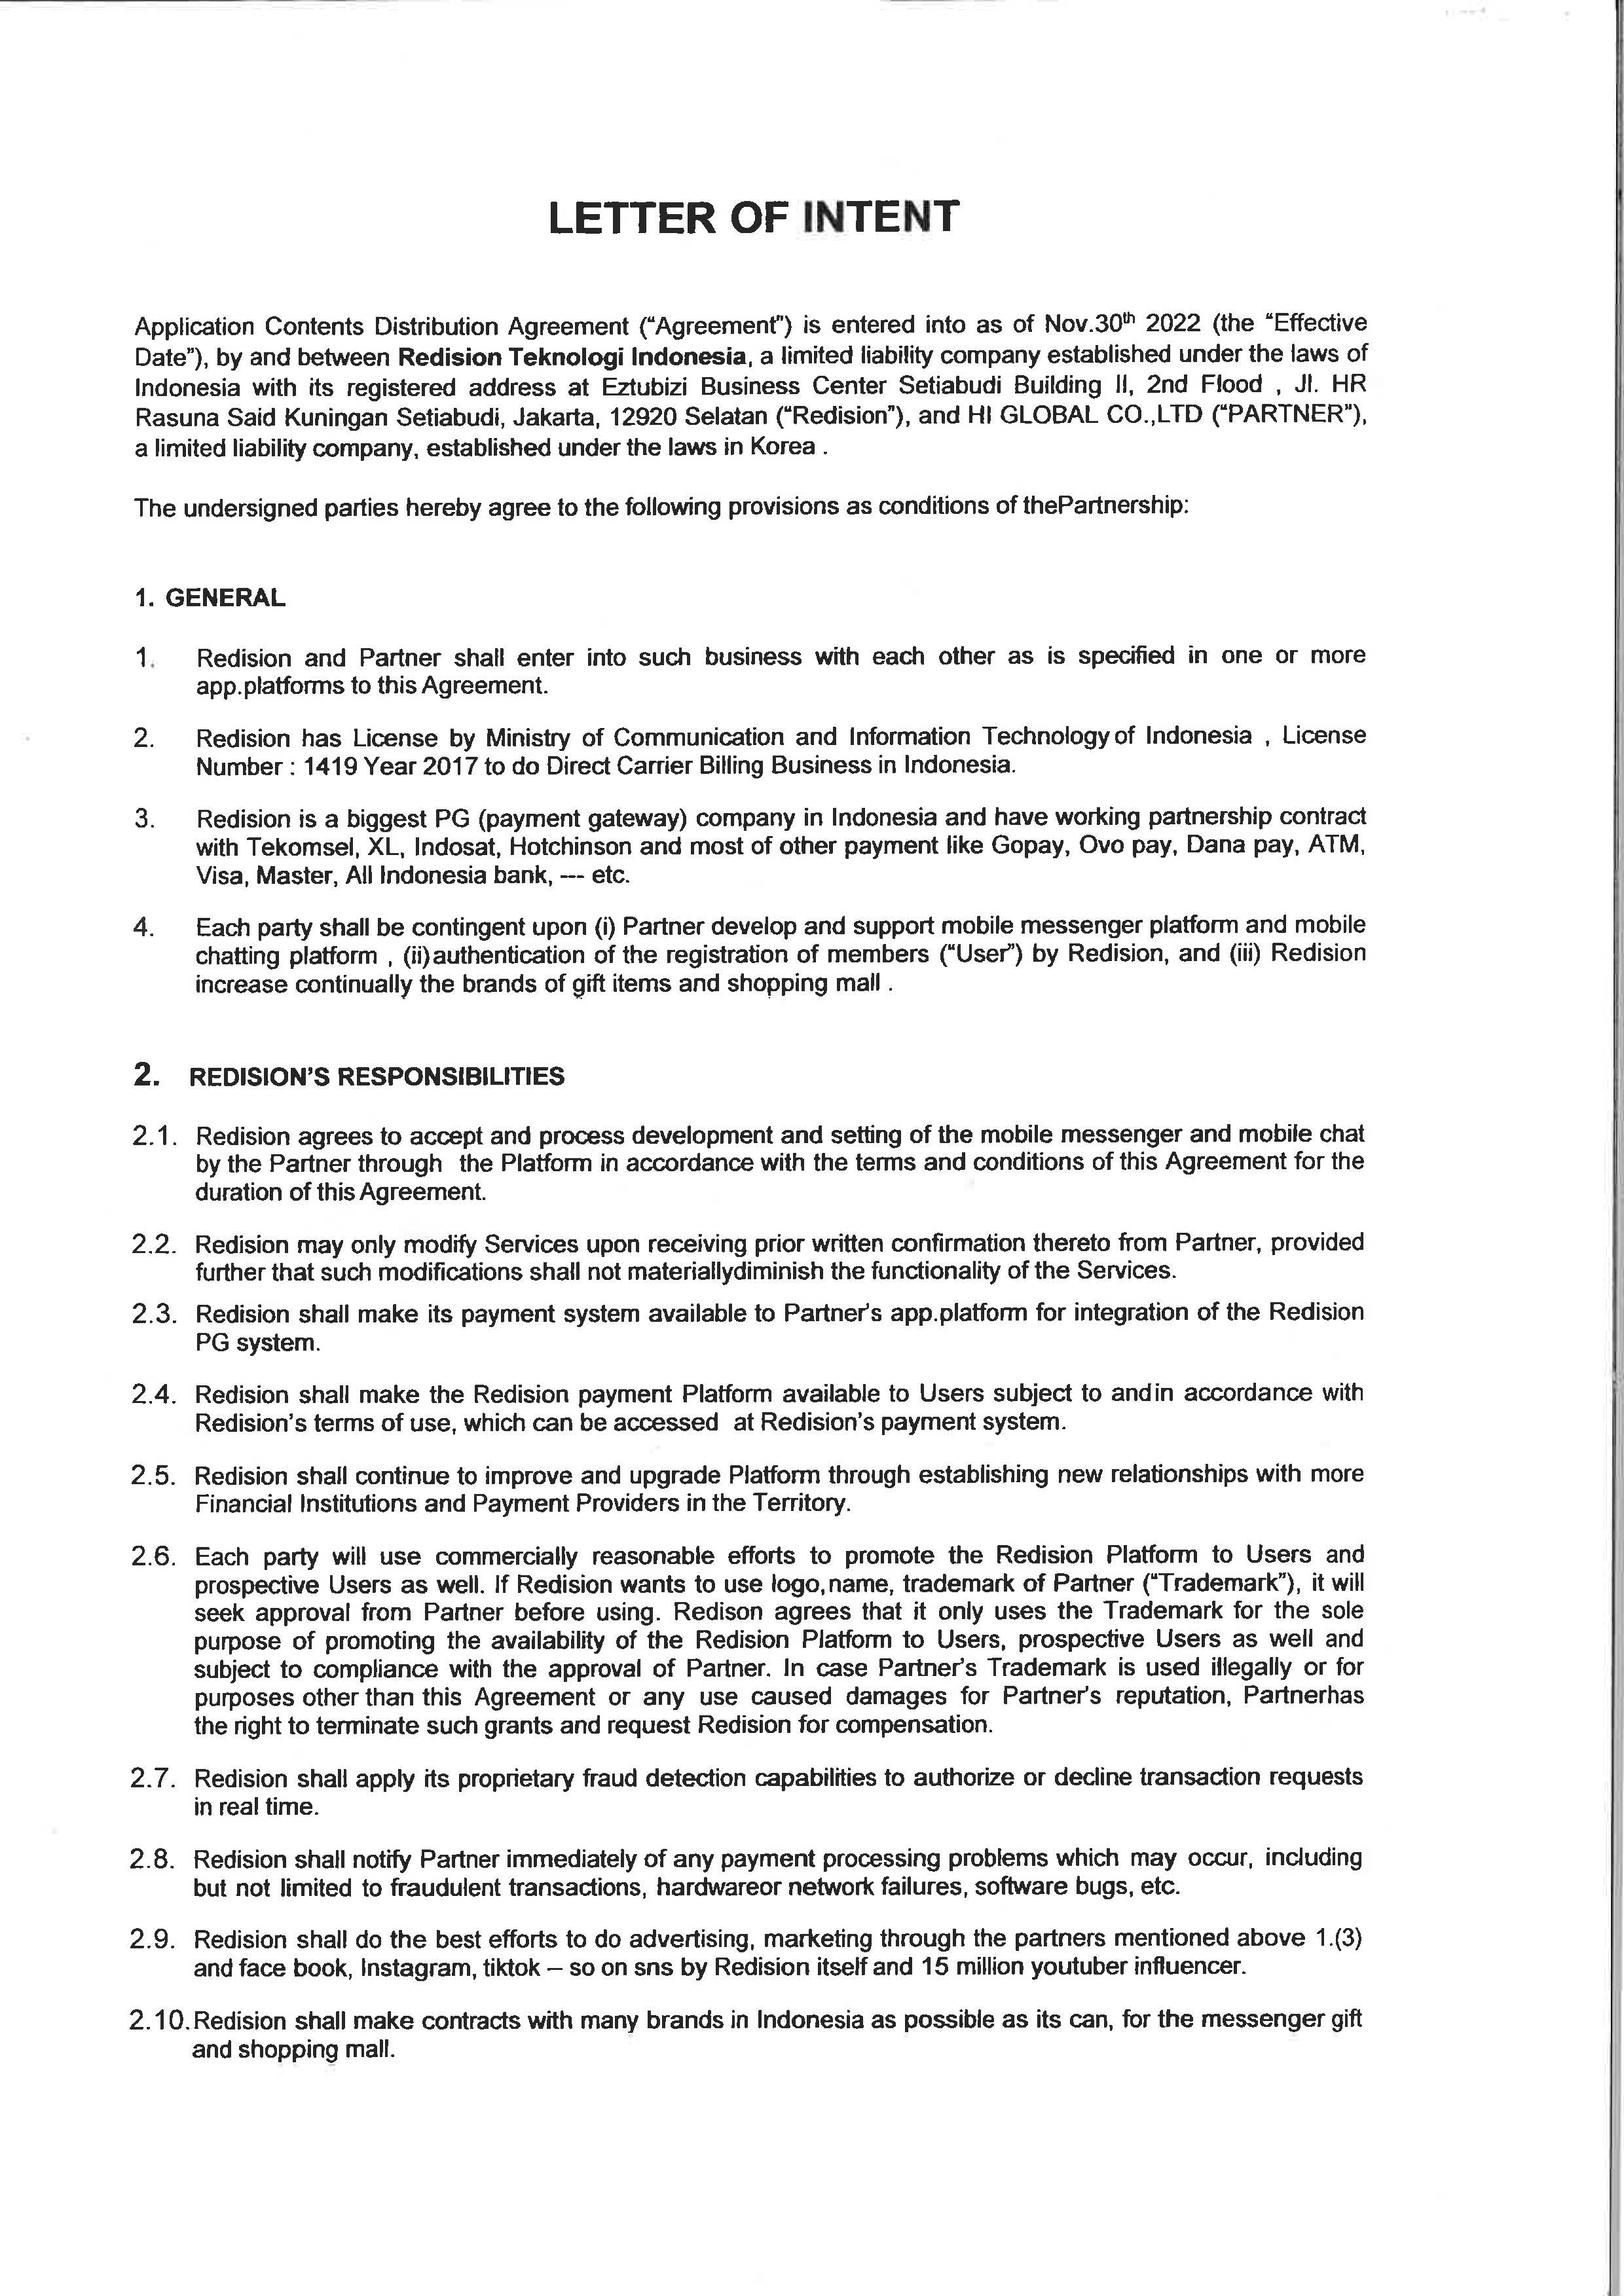 LETTER OF INTENT
Application Contents Distribution Agreement (“Agreement”) is entered into as of Nov.30th 2022 (the “Effective
Date”), by and between Redision Teknologi Indonesia, a limited liability company established under the laws of
Indonesia with its registered address at Eztubizi Business Center Setiabudi Building II, 2nd Flood , Jl. HR
Rasuna Said Kuningan Setiabudi, Jakarta, 12920 Selatan (“Redision”), and HI GLOBAL CO.,LTD (“PARTNER”),
a limited liability company, established under the laws in Korea .
The undersigned parties hereby agree to the following provisions as conditions of thePartnership:
1. GENERAL
1. Redision and Partner shall enter into such business with each other as is specified in one or more
app.platforms to this Agreement.
2. Redision has License by Ministry of Communication and Information Technology of Indonesia , License
Number : 1419 Year 2017 to do Direct Carrier Billing Business in Indonesia.
3. Redision is a biggest PG (payment gateway) company in Indonesia and have working partnership contract
with Tekomsel, XL, Indosat, Hotchinson and most of other payment like Gopay, Ovo pay, Dana pay, ATM,
Visa, Master, All Indonesia bank, --- etc.
4. Each party shall be contingent upon (i) Partner develop and support mobile messenger platform and mobile
chatting platform , (ii)authentication of the registration of members (“User”) by Redision, and (iii) Redision
increase continually the brands of gift items and shopping mall .
2. REDISION’S RESPONSIBILITIES
2.1. Redision agrees to accept and process development and setting of the mobile messenger and mobile chat
by the Partner through the Platform in accordance with the terms and conditions of this Agreement for the
duration of this Agreement.
2.2. Redision may only modify Services upon receiving prior written confirmation thereto from Partner, provided
further that such modifications shall not materiallydiminish the functionality of the Services.
2.3. Redision shall make its payment system available to Partner’s app.platform for integration of the Redision
PG system.
2.4. Redision shall make the Redision payment Platform available to Users subject to andin accordance with
Redision’s terms of use, which can be accessed at Redision’s payment system.
2.5. Redision shall continue to improve and upgrade Platform through establishing new relationships with more
Financial Institutions and Payment Providers in the Territory.
2.6. Each party will use commercially reasonable efforts to promote the Redision Platform to Users and
prospective Users as well. If Redision wants to use logo,name, trademark of Partner (“Trademark”), it will
seek approval from Partner before using. Redison agrees that it only uses the Trademark for the sole
purpose of promoting the availability of the Redision Platform to Users, prospective Users as well and
subject to compliance with the approval of Partner. In case Partner’s Trademark is used illegally or for
purposes other than this Agreement or any use caused damages for Partner’s reputation, Partnerhas
the right to terminate such grants and request Redision for compensation.
2.7. Redision shall apply its proprietary fraud detection capabilities to authorize or decline transaction requests
in real time.
2.8. Redision shall notify Partner immediately of any payment processing problems which may occur, including
but not limited to fraudulent transactions, hardwareor network failures, software bugs, etc.
2.9. Redision shall do the best efforts to do advertising, marketing through the partners mentioned above 1.(3)
and face book, Instagram, tiktok – so on sns by Redision itself and 15 million youtuber influencer.
2.10. Redision shall make contracts with many brands in Indonesia as possible as its can, for the messenger gift
and shopping mall.